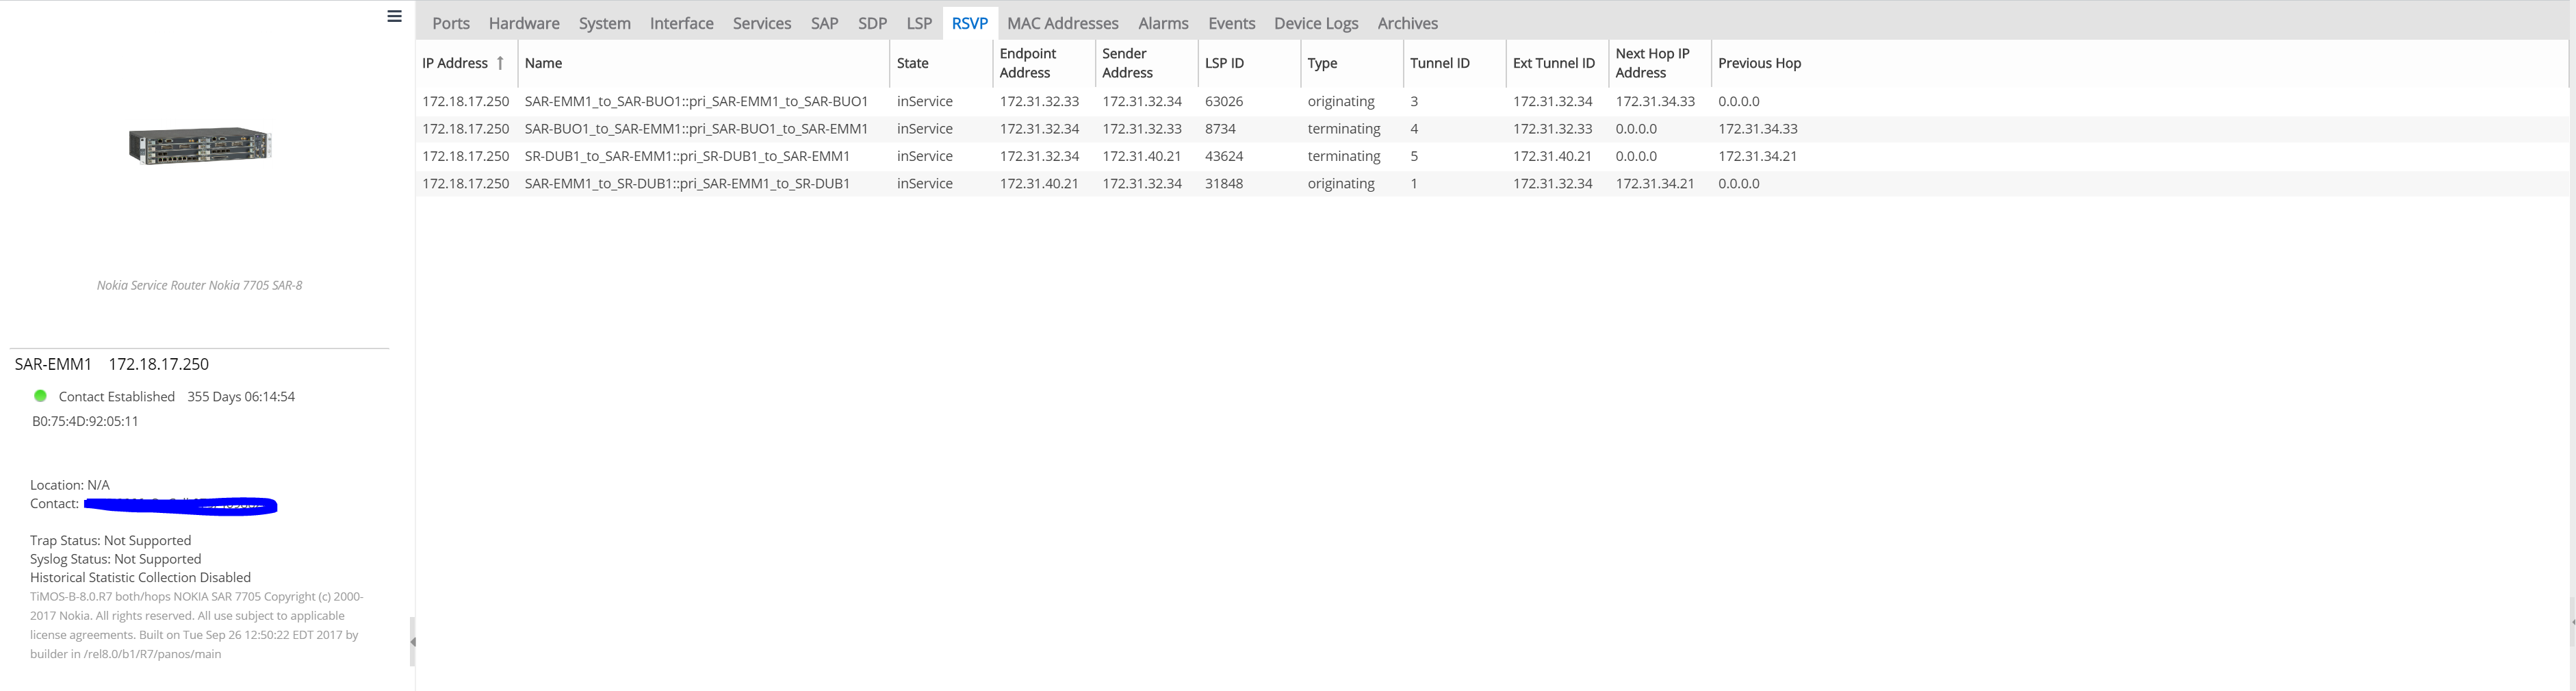 Ports Hardware System Interface Services SAP SDP LSP RSVP MAC Addresses Alarms Events Device Logs Archives
IP Address ↑ Name State Endpoint Address Sender Address LSP ID Type Tunnel ID Ext Tunnel ID Next Hop IP Address Previous Hop
172.18.17.250 SAR-EMM1_to_SAR-BUO1::pri_SAR-EMM1_to_SAR-BUO1 inService 172.31.32.33 172.31.32.34 63026 originating 3 172.31.32.34 172.31.34.33 0.0.0.0
172.18.17.250 SAR-BUO1_to_SAR-EMM1::pri_SAR-BUO1_to_SAR-EMM1 inService 172.31.32.34 172.31.32.33 8734 terminating 4 172.31.32.33 0.0.0.0 172.31.34.33
172.18.17.250 SR-DUB1_to_SAR-EMM1::pri_SR-DUB1_to_SAR-EMM1 inService 172.31.32.34 172.31.40.21 43624 terminating 5 172.31.40.21 0.0.0.0 172.31.34.21
172.18.17.250 SAR-EMM1_to_SR-DUB1::pri_SAR-EMM1_to_SR-DUB1 inService 172.31.40.21 172.31.32.34 31848 originating 1 172.31.32.34 172.31.34.21 0.0.0.0
Nokia Service Router Nokia 7705 SAR-8
SAR-EMM1 172.18.17.250
Contact Established 355 Days 06:14:54
B0:75:4D:92:05:11
Location: N/A
Contact:
Trap Status: Not Supported
Syslog Status: Not Supported
Historical Statistic Collection Disabled
TiMOS-B-8.0.R7 both/hops NOKIA SAR 7705 Copyright (c) 2000-
2017 Nokia. All rights reserved. All use subject to applicable
license agreements. Built on Tue Sep 26 12:50:22 EDT 2017 by
builder in /rel8.0/b1/R7/panos/main